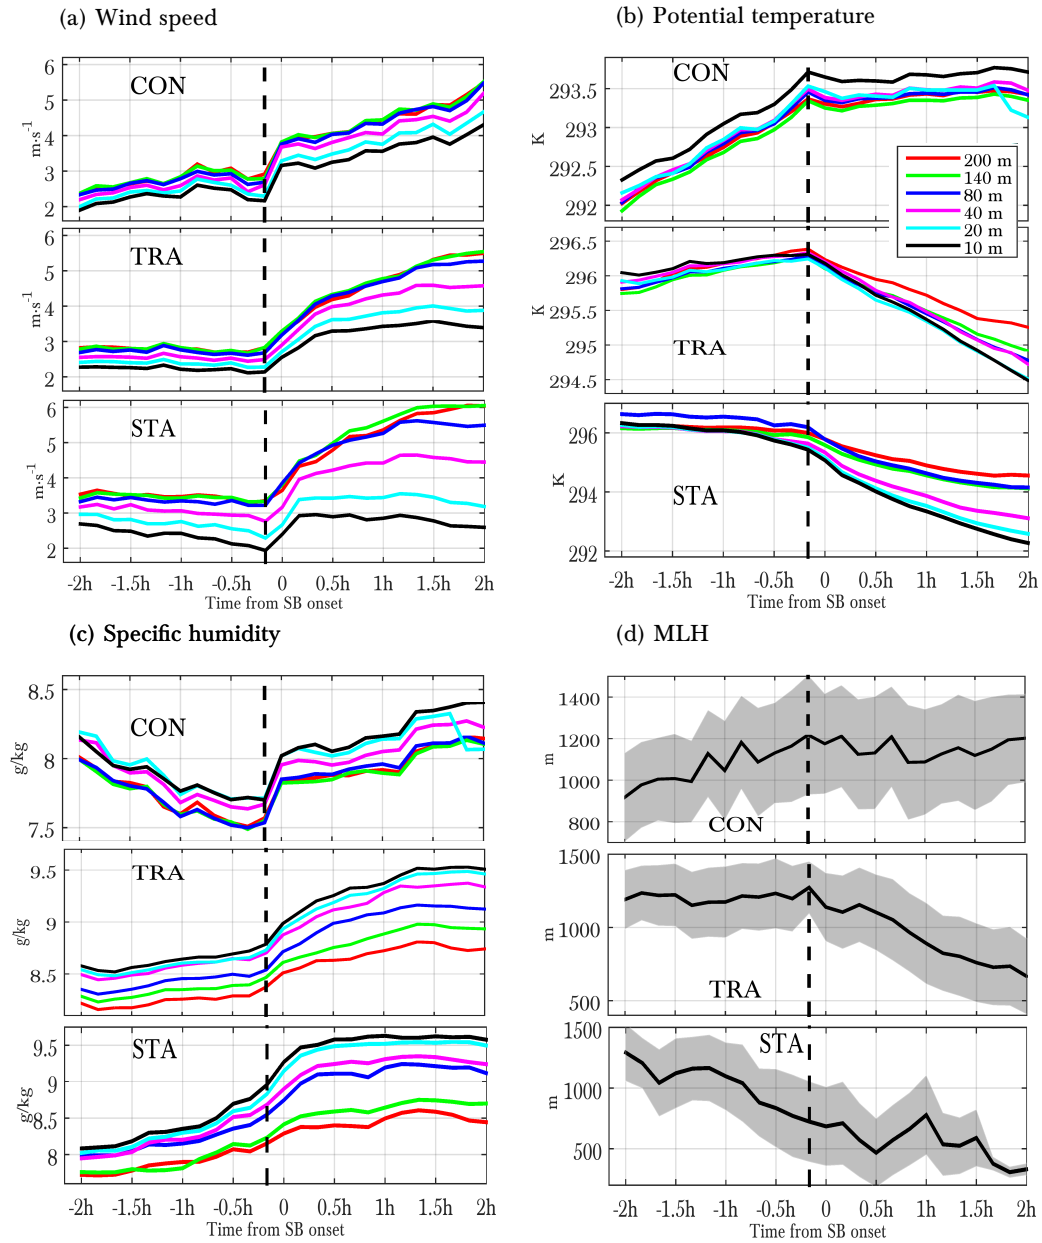 (a) Wind speed
6
5
4
3
2
m·s-1
CON
6
5
4
3
2
m·s-1
TRA
6
5
4
3
2
m·s-1
STA
-2h -1.5h -1h -0.5h 0 0.5h 1h 1.5h 2h
Time from SB onset
(b) Potential temperature
293.5
293
292.5
292
K
CON
200 m
140 m
80 m
40 m
20 m
10 m
296.5
296
295.5
295
294.5
K
TRA
296
294
292
K
STA
-2h -1.5h -1h -0.5h 0 0.5h 1h 1.5h 2h
Time from SB onset
(c) Specific humidity
8.5
8
7.5
g/kg
CON
9.5
9
8.5
g/kg
TRA
9.5
9
8.5
8
g/kg
STA
-2h -1.5h -1h -0.5h 0 0.5h 1h 1.5h 2h
Time from SB onset
(d) MLH
1400
1200
1000
800
m
CON
1500
1000
500
m
TRA
1500
1000
500
m
STA
-2h -1.5h -1h -0.5h 0 0.5h 1h 1.5h 2h
Time from SB onset